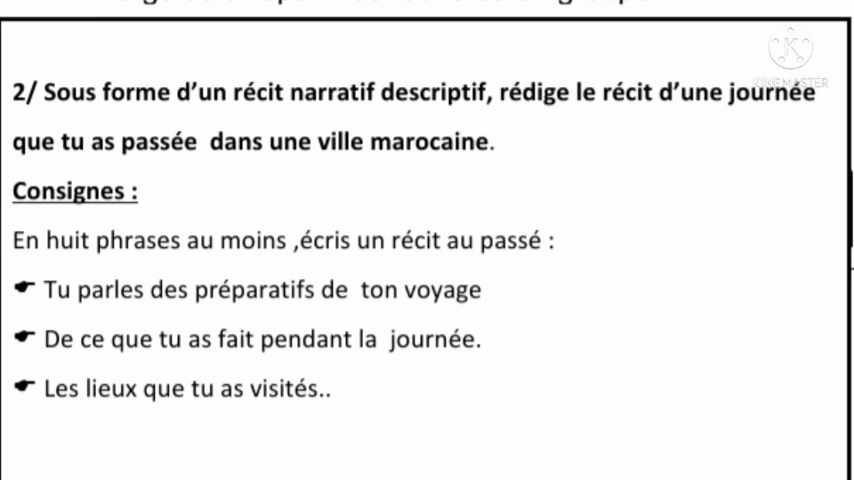 2/ Sous forme d'un récit narratif descriptif, rédige le récit d'une journée
que tu as passée dans une ville marocaine.
Consignes :
En huit phrases au moins ,écris un récit au passé :
☛ Tu parles des préparatifs de ton voyage
☛ De ce que tu as fait pendant la journée.
☛ Les lieux que tu as visités..
KINEMASTER